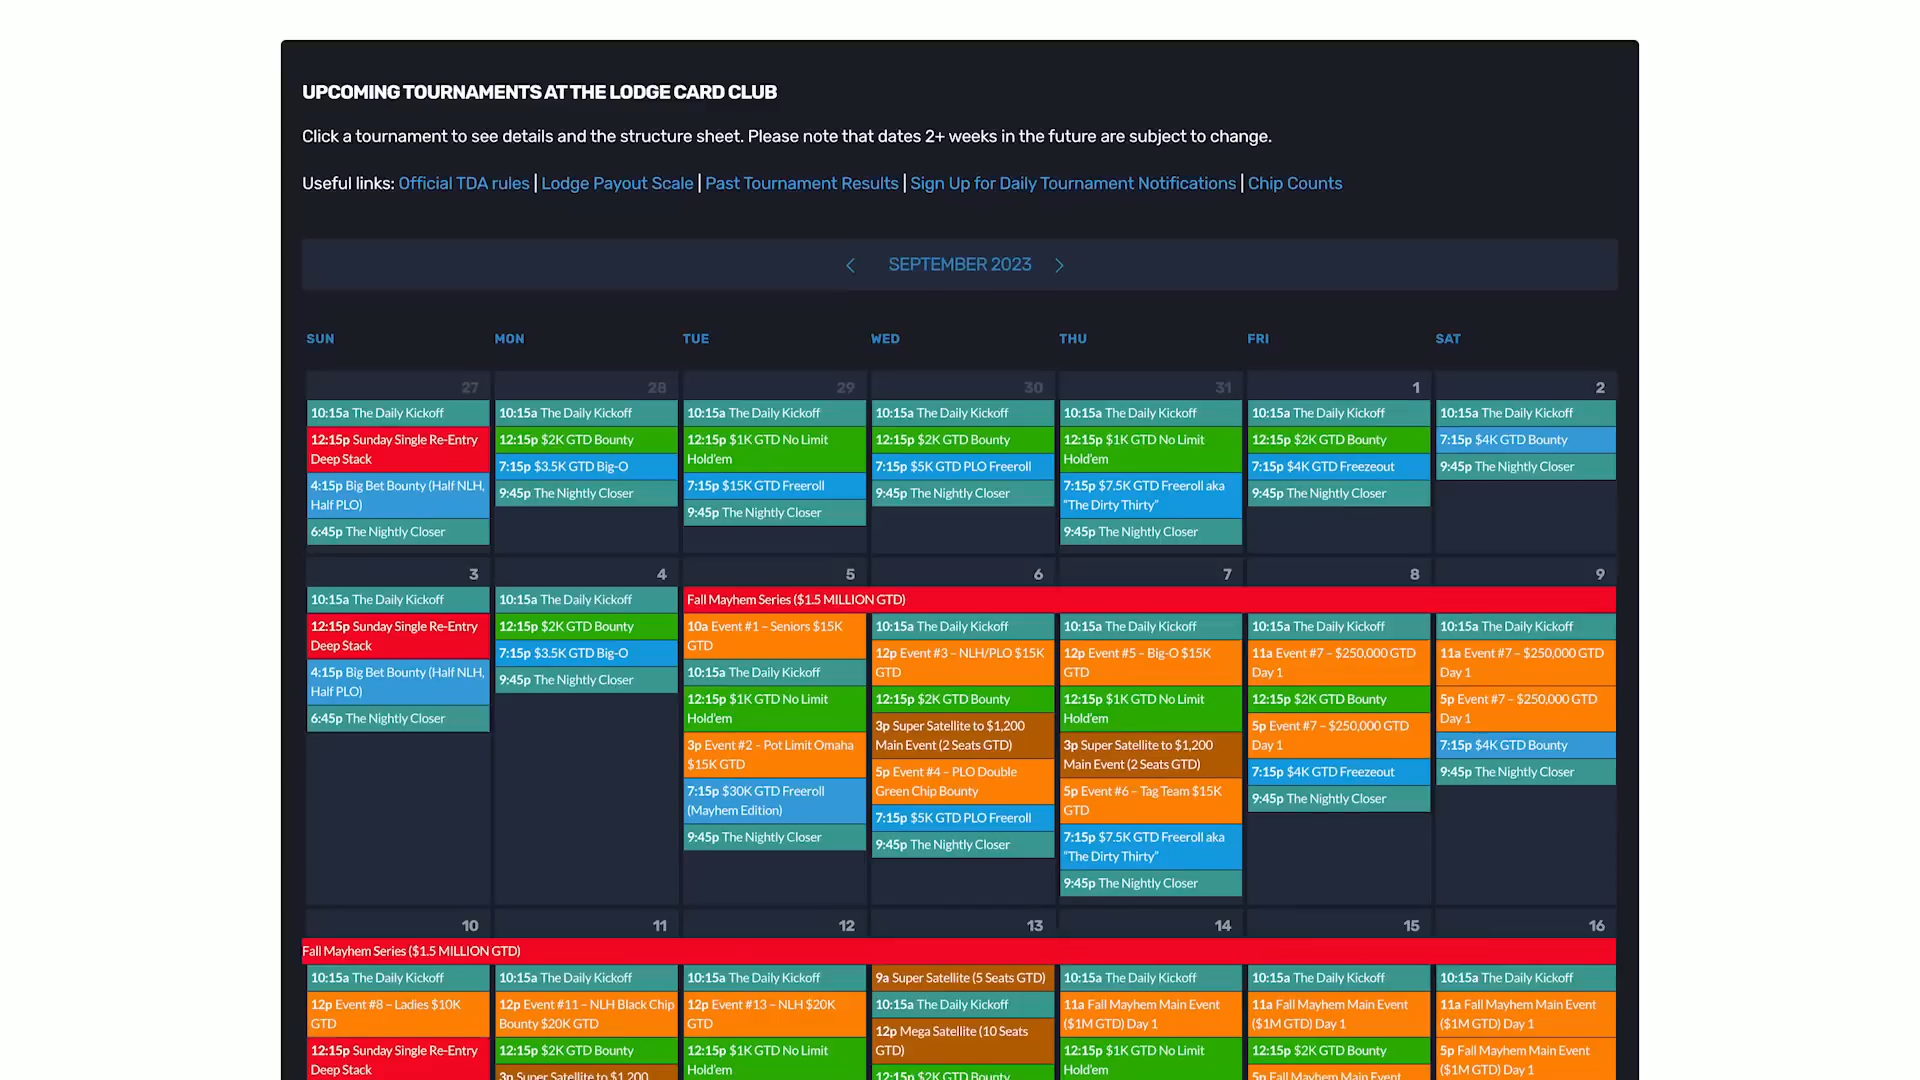 UPCOMING TOURNAMENTS AT THE LODGE CARD CLUB
Click a tournament to see details and the structure sheet. Please note that dates 2+ weeks in the future are subject to change.
Useful links: Official TDA rules | Lodge Payout Scale | Past Tournament Results | Sign Up for Daily Tournament Notifications | Chip Counts
SEPTEMBER 2023
SUN MON TUE WED THU FRI SAT
27
10:15a The Daily Kickoff
12:15p Sunday Single Re-Entry
Deep Stack
4:15p Big Bet Bounty (Half NLH,
Half PLO)
6:45p The Nightly Closer
28
10:15a The Daily Kickoff
12:15p $2K GTD Bounty
7:15p $3.5K GTD Big-O
9:45p The Nightly Closer
29
10:15a The Daily Kickoff
12:15p $1K GTD No Limit
Hold'em
7:15p $15K GTD Freeroll
9:45p The Nightly Closer
30
10:15a The Daily Kickoff
12:15p $2K GTD Bounty
7:15p $5K GTD PLO Freeroll
9:45p The Nightly Closer
31
10:15a The Daily Kickoff
12:15p $1K GTD No Limit
Hold'em
7:15p $7.5K GTD Freeroll aka
"The Dirty Thirty"
9:45p The Nightly Closer
1
10:15a The Daily Kickoff
12:15p $2K GTD Bounty
7:15p $4K GTD Freezeout
9:45p The Nightly Closer
2
10:15a The Daily Kickoff
7:15p $4K GTD Bounty
9:45p The Nightly Closer
3
10:15a The Daily Kickoff
12:15p Sunday Single Re-Entry
Deep Stack
4:15p Big Bet Bounty (Half NLH,
Half PLO)
6:45p The Nightly Closer
4
10:15a The Daily Kickoff
12:15p $2K GTD Bounty
7:15p $3.5K GTD Big-O
9:45p The Nightly Closer
Fall Mayhem Series ($1.5 MILLION GTD)
5
10a Event #1 – Seniors $15K
GTD
10:15a The Daily Kickoff
12:15p $1K GTD No Limit
Hold'em
3p Event #2 – Pot Limit Omaha
$15K GTD
7:15p $30K GTD Freeroll
(Mayhem Edition)
9:45p The Nightly Closer
6
10:15a The Daily Kickoff
12p Event #3 – NLH/PLO $15K
GTD
12:15p $2K GTD Bounty
3p Super Satellite to $1,200
Main Event (2 Seats GTD)
5p Event #4 – PLO Double
Green Chip Bounty
7:15p $5K GTD PLO Freeroll
9:45p The Nightly Closer
7
10:15a The Daily Kickoff
12p Event #5 – Big-O $15K
GTD
12:15p $1K GTD No Limit
Hold'em
3p Super Satellite to $1,200
Main Event (2 Seats GTD)
5p Event #6 – Tag Team $15K
GTD
7:15p $7.5K GTD Freeroll aka
"The Dirty Thirty"
9:45p The Nightly Closer
8
10:15a The Daily Kickoff
11a Event #7 – $250,000 GTD
Day 1
12:15p $2K GTD Bounty
5p Event #7 – $250,000 GTD
Day 1
7:15p $4K GTD Freezeout
9:45p The Nightly Closer
9
10:15a The Daily Kickoff
11a Event #7 – $250,000 GTD
Day 1
5p Event #7 – $250,000 GTD
Day 1
7:15p $4K GTD Bounty
9:45p The Nightly Closer
Fall Mayhem Series ($1.5 MILLION GTD)
10
10:15a The Daily Kickoff
12p Event #8 – Ladies $10K
GTD
12:15p Sunday Single Re-Entry
Deep Stack
11
10:15a The Daily Kickoff
12p Event #11 – NLH Black Chip
Bounty $20K GTD
12:15p $2K GTD Bounty
3p Super Satellite to $1,200
12
10:15a The Daily Kickoff
12p Event #13 – NLH $20K
GTD
12:15p $1K GTD No Limit
Hold'em
13
9a Super Satellite (5 Seats GTD)
10:15a The Daily Kickoff
12p Mega Satellite (10 Seats
GTD)
12:15p $2K GTD Bounty
14
10:15a The Daily Kickoff
11a Fall Mayhem Main Event
($1M GTD) Day 1
12:15p $1K GTD No Limit
Hold'em
15
10:15a The Daily Kickoff
11a Fall Mayhem Main Event
($1M GTD) Day 1
12:15p $2K GTD Bounty
5p Fall Mayhem Main Event
16
10:15a The Daily Kickoff
11a Fall Mayhem Main Event
($1M GTD) Day 1
5p Fall Mayhem Main Event
($1M GTD) Day 1